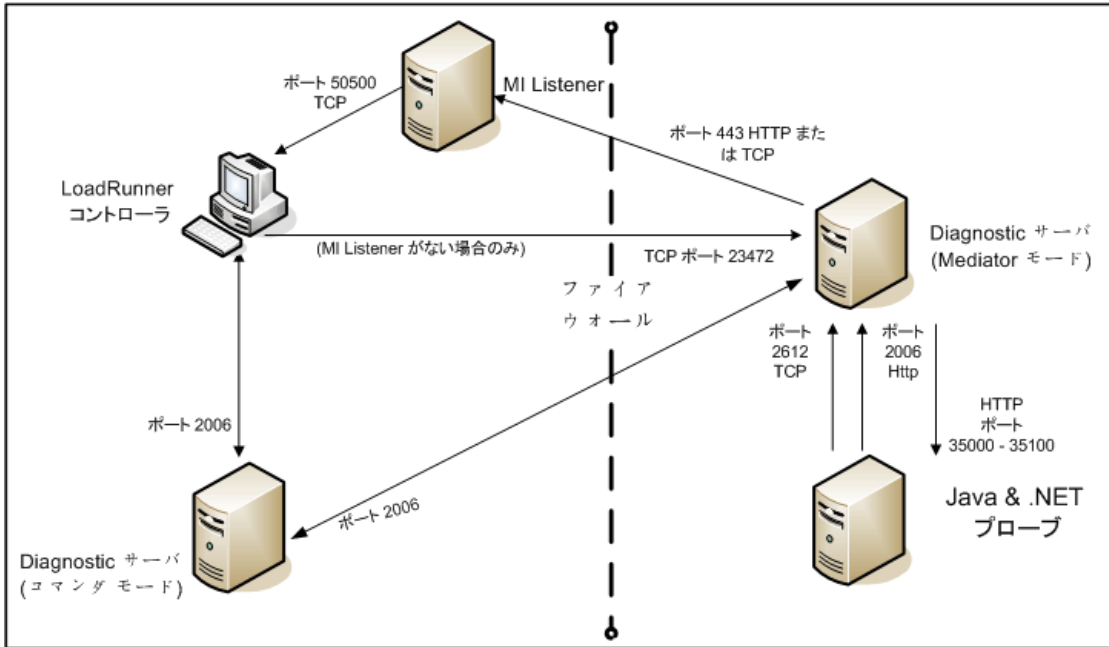 MI Listener
ポート 50500
TCP
ポート 443 HTTP また
は TCP
LoadRunner
コントローラ
(MI Listener がない場合のみ)
TCP ポート 23472
Diagnostic サーバ
(Mediator モード)
ファイア
ウォール
ポート
2612
TCP
ポート
2006
Http
HTTP
ポート
35000 - 35100
ポート 2006
ポート 2006
Java & .NET
プローブ
Diagnostic サーバ
(コマンダ モード)